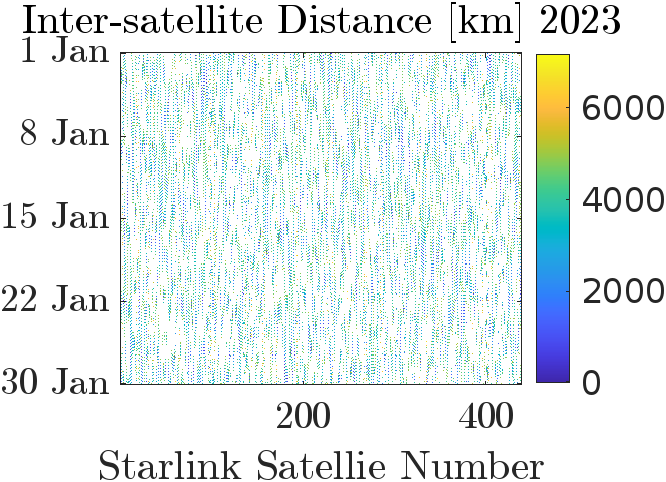 Inter-satellite Distance [km] 2023
1 Jan
8 Jan
15 Jan
22 Jan
30 Jan
200
400
Starlink Satellie Number
6000
4000
2000
0